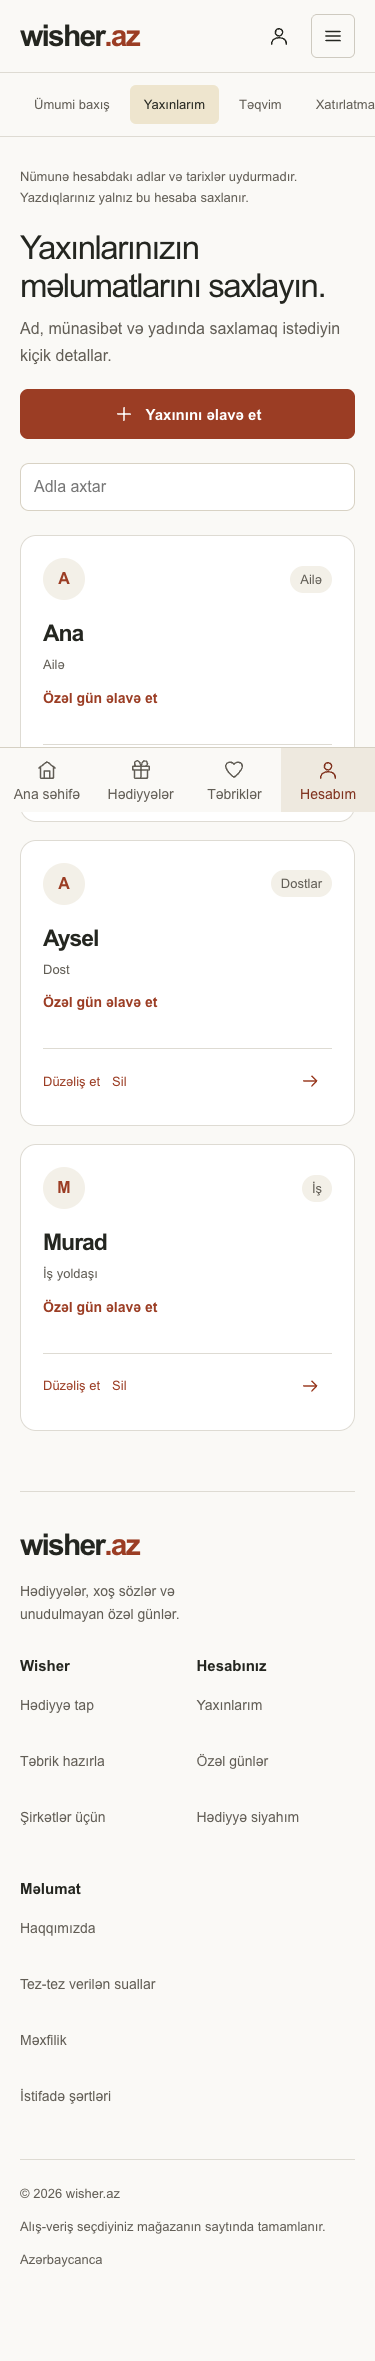 wisher.az
Ümumi baxış
Yaxınlarım
Təqvim
Xatırlatma
Nümunə hesabdakı adlar və tarixlər uydurmadır.
Yazdıqlarınız yalnız bu hesaba saxlanır.
Yaxınlarınızın
məlumatlarını saxlayın.
Ad, münasibət və yadında saxlamaq istədiyin
kiçik detallar.
Yaxınını əlavə et
Adla axtar
A
Ailə
Ana
Ailə
Özəl gün əlavə et
Ana səhifə
Hədiyyələr
Təbriklər
Hesabım
A
Dostlar
Aysel
Dost
Özəl gün əlavə et
Düzəliş et Sil
M
İş
Murad
İş yoldaşı
Özəl gün əlavə et
Düzəliş et Sil
wisher.az
Hədiyyələr, xoş sözlər və
unudulmayan özəl günlər.
Wisher
Hədiyyə tap
Təbrik hazırla
Şirkətlər üçün
Hesabınız
Yaxınlarım
Özəl günlər
Hədiyyə siyahım
Məlumat
Haqqımızda
Tez-tez verilən suallar
Məxfilik
İstifadə şərtləri
© 2026 wisher.az
Alış-veriş seçdiyiniz mağazanın saytında tamamlanır.
Azərbaycanca